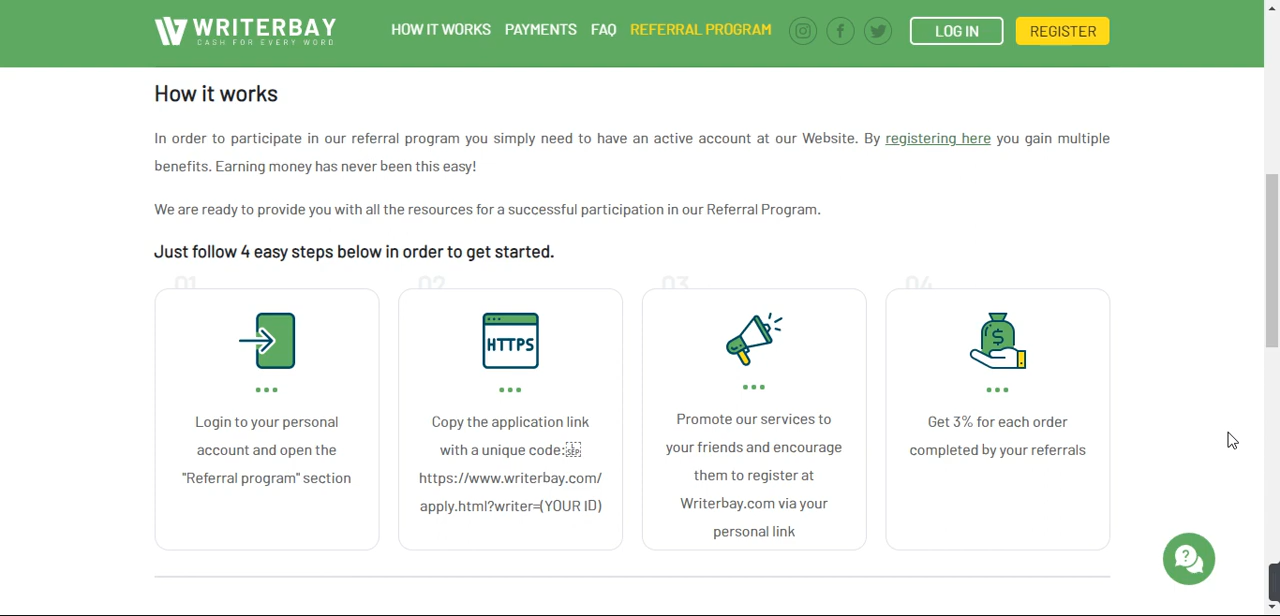 WRITERBAY
CASH FOR EVERY WORD
HOW IT WORKS PAYMENTS FAQ REFERRAL PROGRAM LOG IN REGISTER
How it works
In order to participate in our referral program you simply need to have an active account at our Website. By registering here you gain multiple
benefits. Earning money has never been this easy!
We are ready to provide you with all the resources for a successful participation in our Referral Program.
Just follow 4 easy steps below in order to get started.
01
Login to your personal
account and open the
"Referral program" section
02
HTTPS
Copy the application link
with a unique code:
https://www.writerbay.com/
apply.html?writer=(YOUR ID)
03
Promote our services to
your friends and encourage
them to register at
Writerbay.com via your
personal link
04
$
Get 3% for each order
completed by your referrals
?